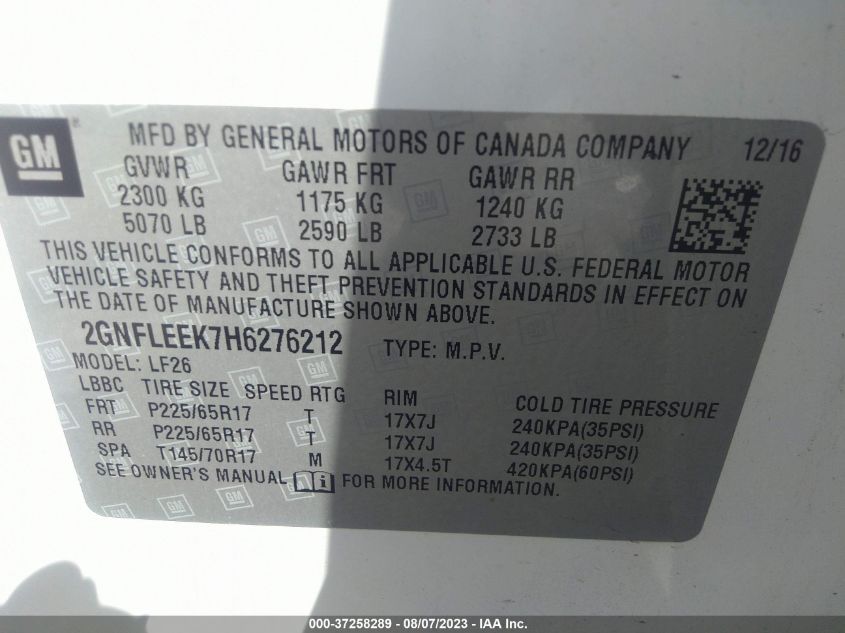 GM MFD BY GENERAL MOTORS OF CANADA COMPANY 12/16
GVWR GAWR FRT GAWR RR
2300 KG 1175 KG 1240 KG
5070 LB 2590 LB 2733 LB
THIS VEHICLE CONFORMS TO ALL APPLICABLE U.S. FEDERAL MOTOR
VEHICLE SAFETY AND THEFT PREVENTION STANDARDS IN EFFECT ON
THE DATE OF MANUFACTURE SHOWN ABOVE.
2GNFLEEK7H6276212 TYPE: M.P.V.
MODEL: LF26
LBBC TIRE SIZE SPEED RTG RIM COLD TIRE PRESSURE
FRT P225/65R17 T 17X7J 240KPA(35PSI)
RR P225/65R17 T 17X7J 240KPA(35PSI)
SPA T145/70R17 M 17X4.5T 420KPA(60PSI)
SEE OWNER'S MANUAL i FOR MORE INFORMATION.
000-37258289 - 08/07/2023 - IAA Inc.